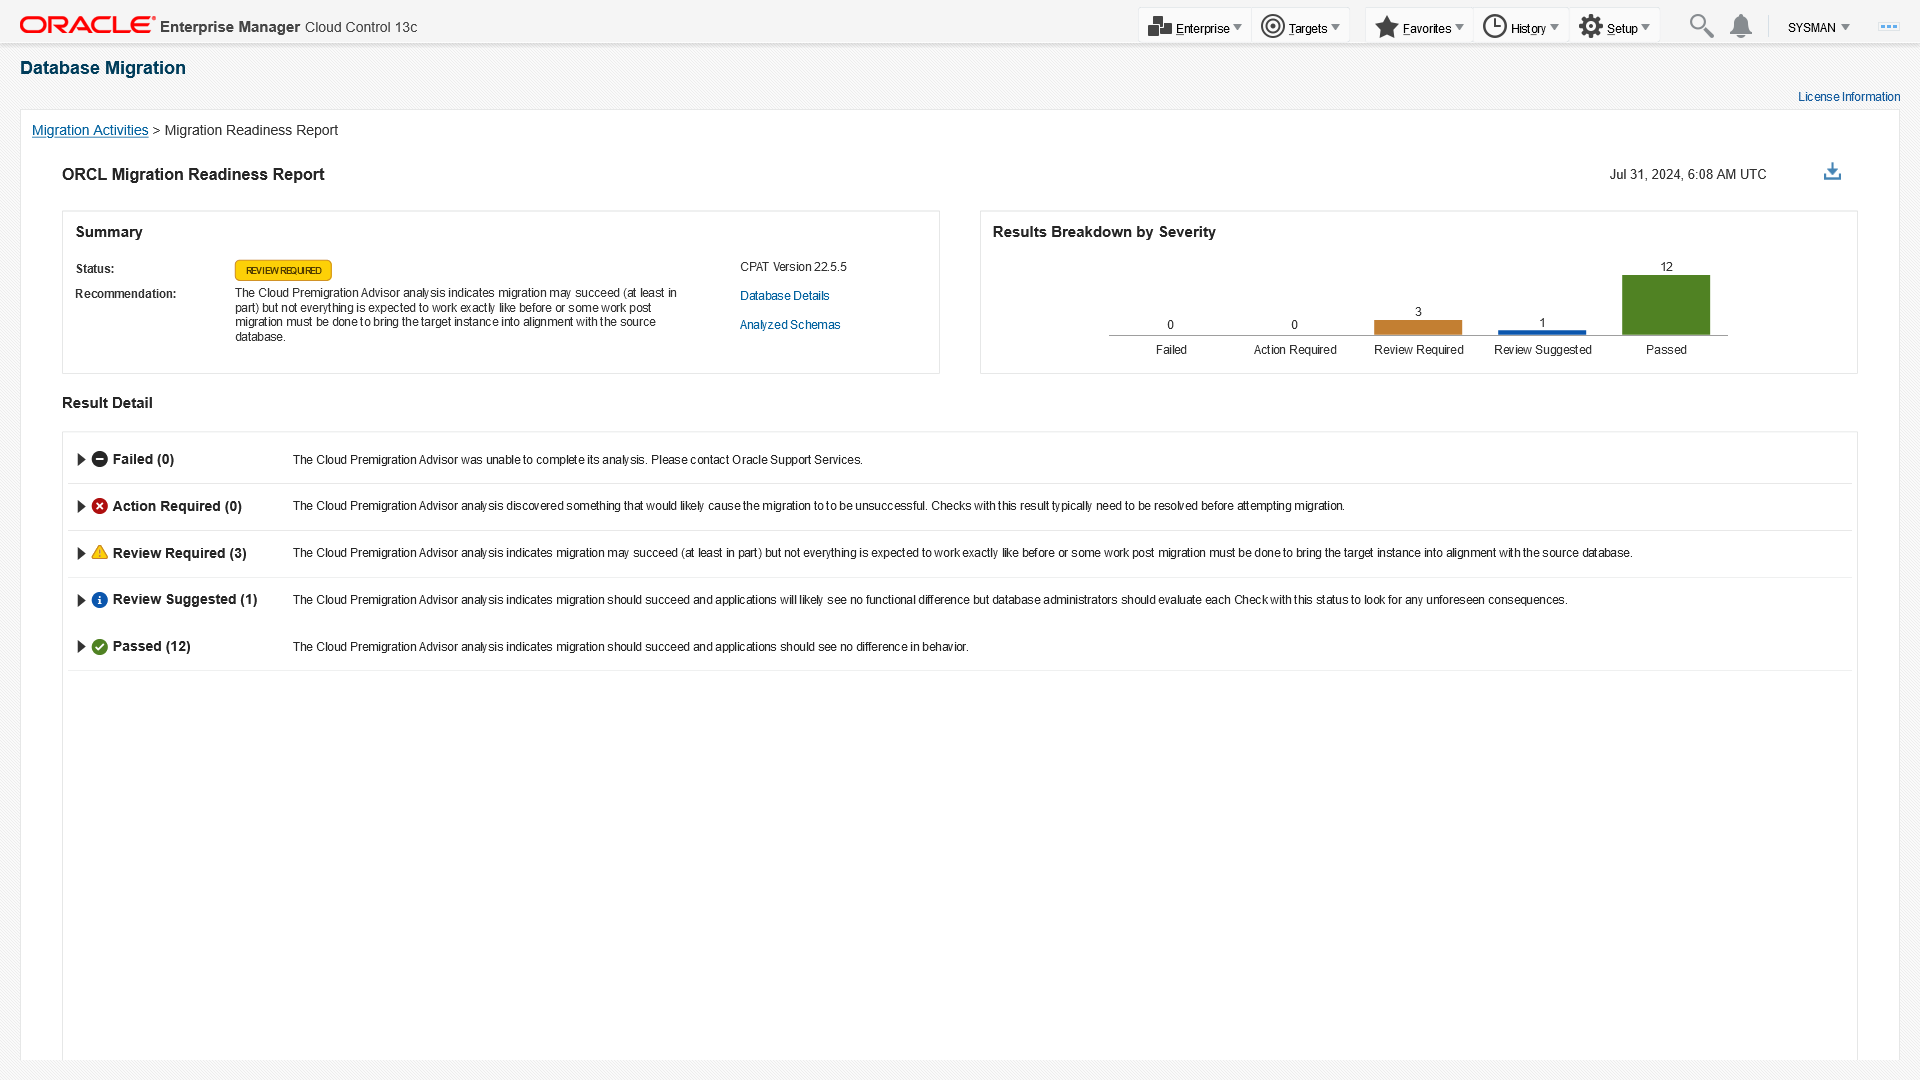 ORACLE Enterprise Manager Cloud Control 13c
Enterprise Targets Favorites History Setup SYSMAN
Database Migration
License Information
Migration Activities > Migration Readiness Report
ORCL Migration Readiness Report
Jul 31, 2024, 6:08 AM UTC
Summary
Status: REVIEW REQUIRED
Recommendation: The Cloud Premigration Advisor analysis indicates migration may succeed (at least in
part) but not everything is expected to work exactly like before or some work post
migration must be done to bring the target instance into alignment with the source
database.
CPAT Version 22.5.5
Database Details
Analyzed Schemas
Results Breakdown by Severity
0 0 3 1 12
Failed Action Required Review Required Review Suggested Passed
Result Detail
Failed (0) The Cloud Premigration Advisor was unable to complete its analysis. Please contact Oracle Support Services.
Action Required (0) The Cloud Premigration Advisor analysis discovered something that would likely cause the migration to to be unsuccessful. Checks with this result typically need to be resolved before attempting migration.
Review Required (3) The Cloud Premigration Advisor analysis indicates migration may succeed (at least in part) but not everything is expected to work exactly like before or some work post migration must be done to bring the target instance into alignment with the source database.
Review Suggested (1) The Cloud Premigration Advisor analysis indicates migration should succeed and applications will likely see no functional difference but database administrators should evaluate each Check with this status to look for any unforeseen consequences.
Passed (12) The Cloud Premigration Advisor analysis indicates migration should succeed and applications should see no difference in behavior.